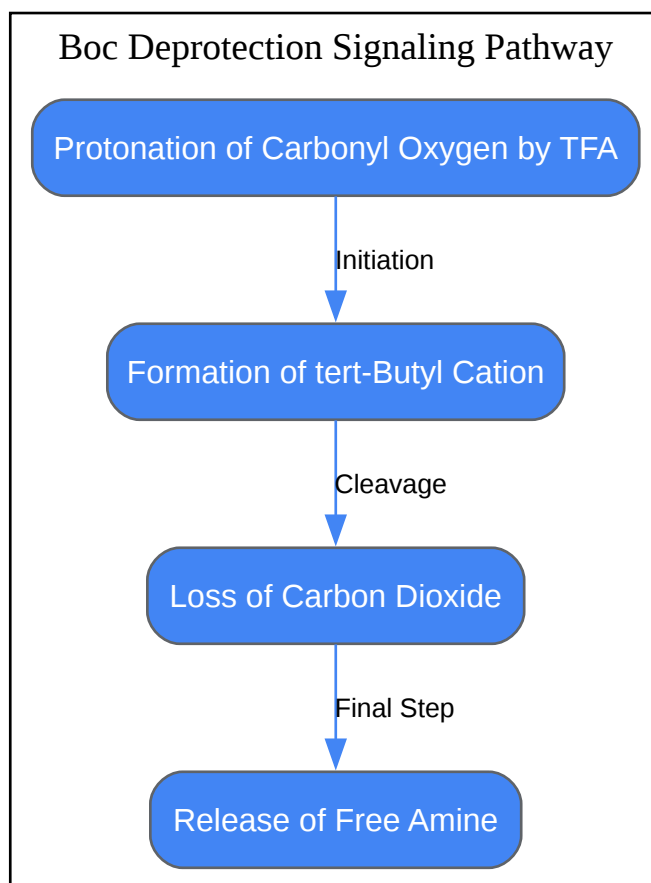 Boc Deprotection Signaling Pathway
Protonation of Carbonyl Oxygen by TFA
Initiation
Formation of tert-Butyl Cation
Cleavage
Loss of Carbon Dioxide
Final Step
Release of Free Amine